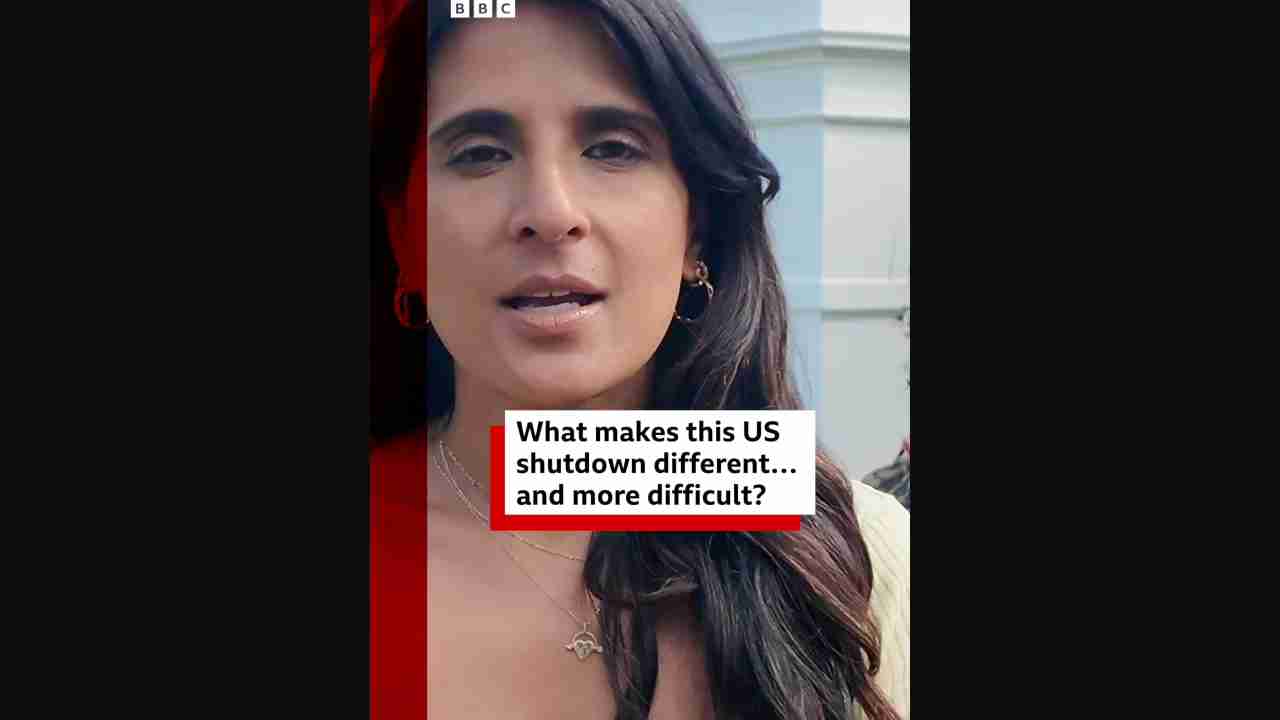 BBC
What makes this US
shutdown different...
and more difficult?